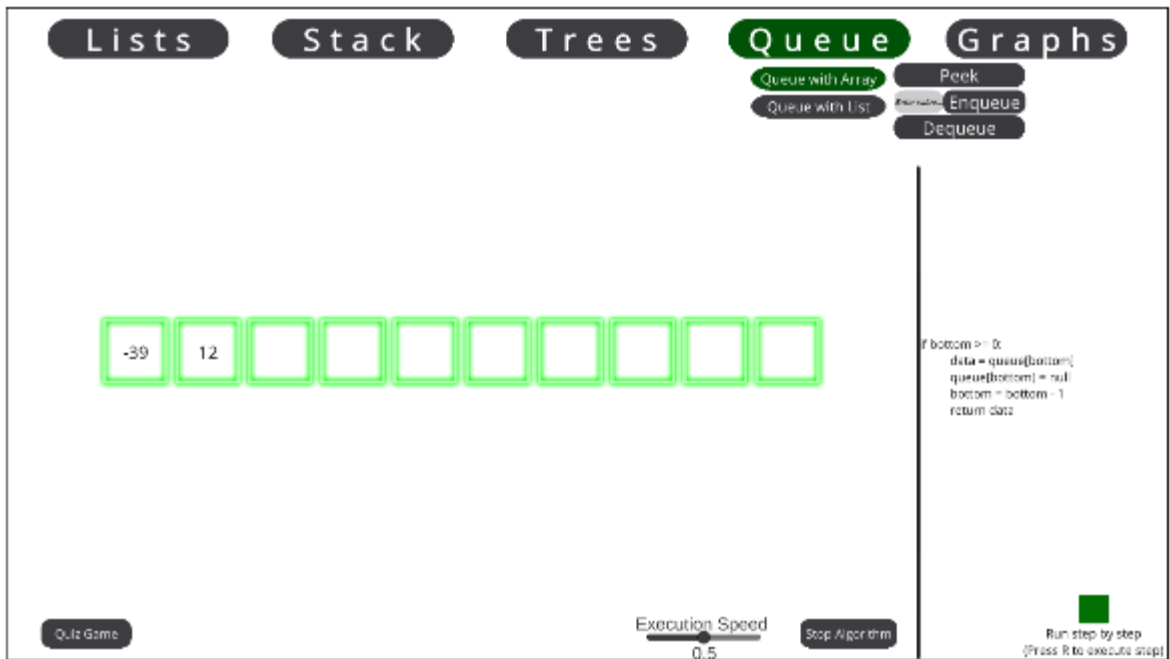 Lists Stack Trees Queue Graphs
Queue with Array Peek
Queue with List Enqueue
Dequeue
-39 12
if bottom >= 0:
data = queue[bottom]
queue[bottom] = null
bottom = bottom - 1
return data
Quiz Game
Execution Speed
0.5
Stop Algorithm
Run step by step
(Press R to execute step)